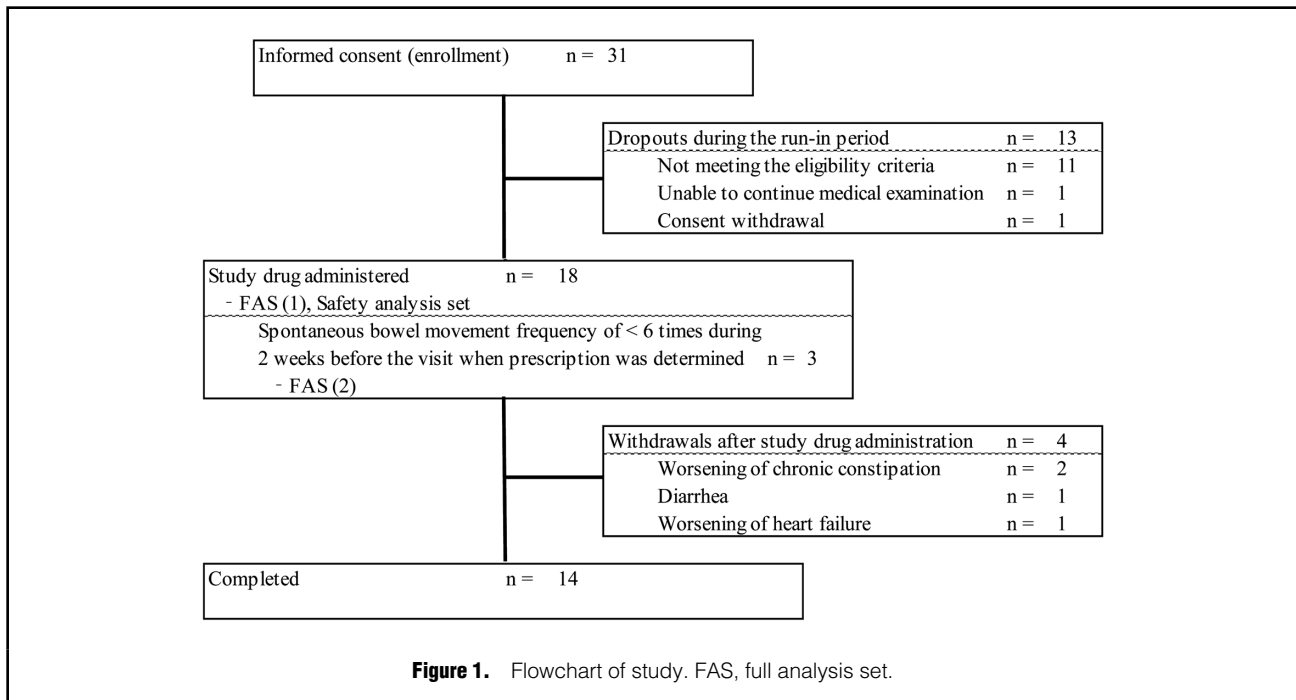 Informed consent (enrollment) n = 31
Dropouts during the run-in period n = 13
Not meeting the eligibility criteria n = 11
Unable to continue medical examination n = 1
Consent withdrawal n = 1
Study drug administered n = 18
- FAS (1), Safety analysis set
Spontaneous bowel movement frequency of < 6 times during
2 weeks before the visit when prescription was determined n = 3
- FAS (2)
Withdrawals after study drug administration n = 4
Worsening of chronic constipation n = 2
Diarrhea n = 1
Worsening of heart failure n = 1
Completed n = 14
Figure 1. Flowchart of study. FAS, full analysis set.